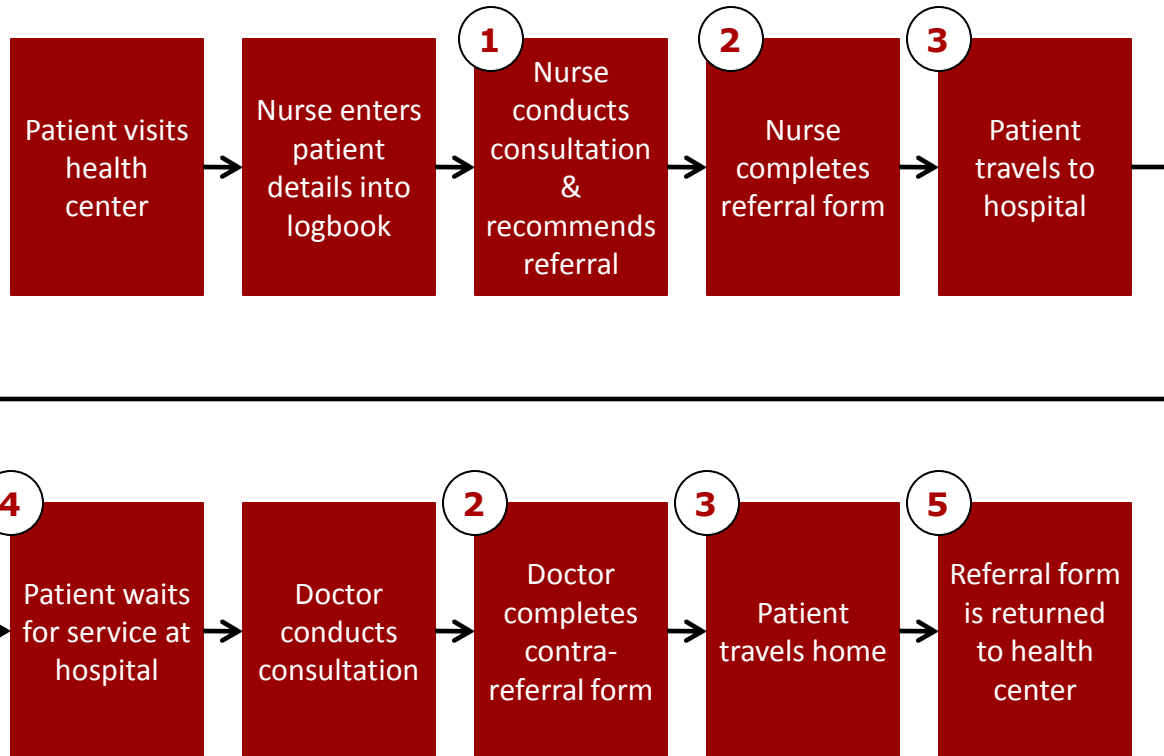 Patient visits
health
center
Nurse enters
patient
details into
logbook
1
Nurse
conducts
consultation
&
recommends
referral
2
Nurse
completes
referral form
3
Patient
travels to
hospital
4
Patient waits
for service at
hospital
Doctor
conducts
consultation
2
Doctor
completes
contra-
referral form
3
Patient
travels home
5
Referral form
is returned
to health
center